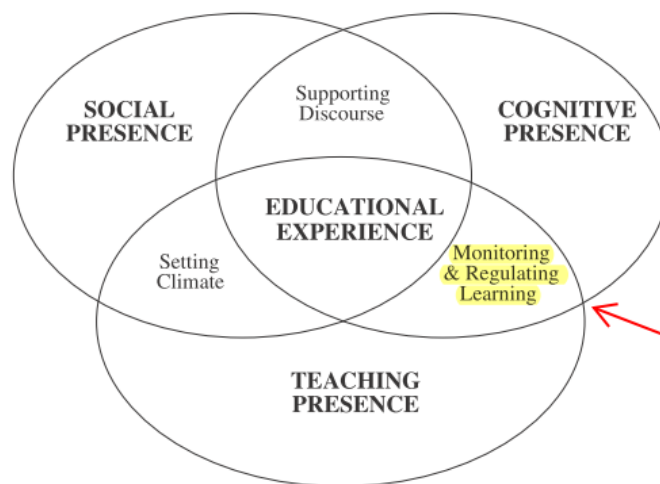 SOCIAL
PRESENCE
Supporting
Discourse
COGNITIVE
PRESENCE
EDUCATIONAL
EXPERIENCE
Setting
Climate
Monitoring
& Regulating
Learning
TEACHING
PRESENCE